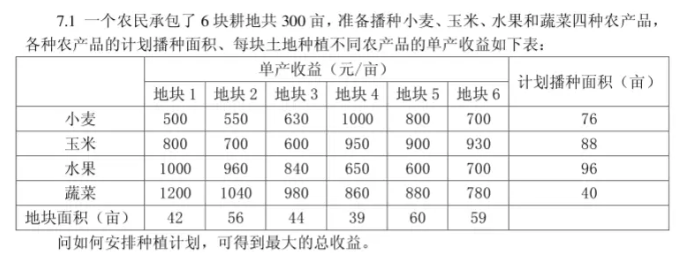 7.1 一个农民承包了 6 块耕地共 300 亩，准备播种小麦、玉米、水果和蔬菜四种农产品，
各种农产品的计划播种面积、每块土地种植不同农产品的单产收益如下表：
单产收益（元/亩） 计划播种面积（亩）
地块 1 地块 2 地块 3 地块 4 地块 5 地块 6
小麦 500 550 630 1000 800 700 76
玉米 800 700 600 950 900 930 88
水果 1000 960 840 650 600 700 96
蔬菜 1200 1040 980 860 880 780 40
地块面积（亩） 42 56 44 39 60 59
问如何安排种植计划，可得到最大的总收益。